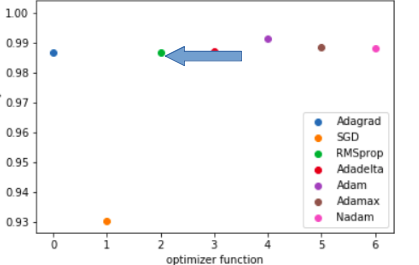 1.00
0.99
0.98
0.97
0.96
0.95
0.94
0.93
0 1 2 3 4 5 6
optimizer function
Adagrad
SGD
RMSprop
Adadelta
Adam
Adamax
Nadam